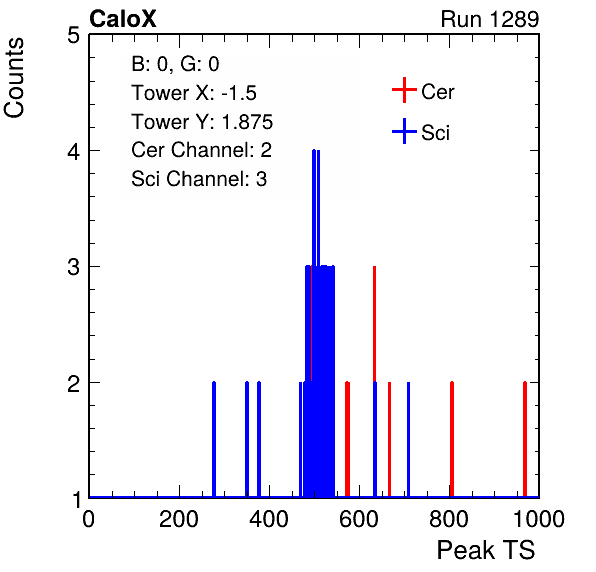 CaloX Run 1289
Counts
5
B: 0, G: 0
Tower X: -1.5
Tower Y: 1.875
Cer Channel: 2
Sci Channel: 3
Cer
Sci
4
3
2
1
0 200 400 600 800 1000
Peak TS